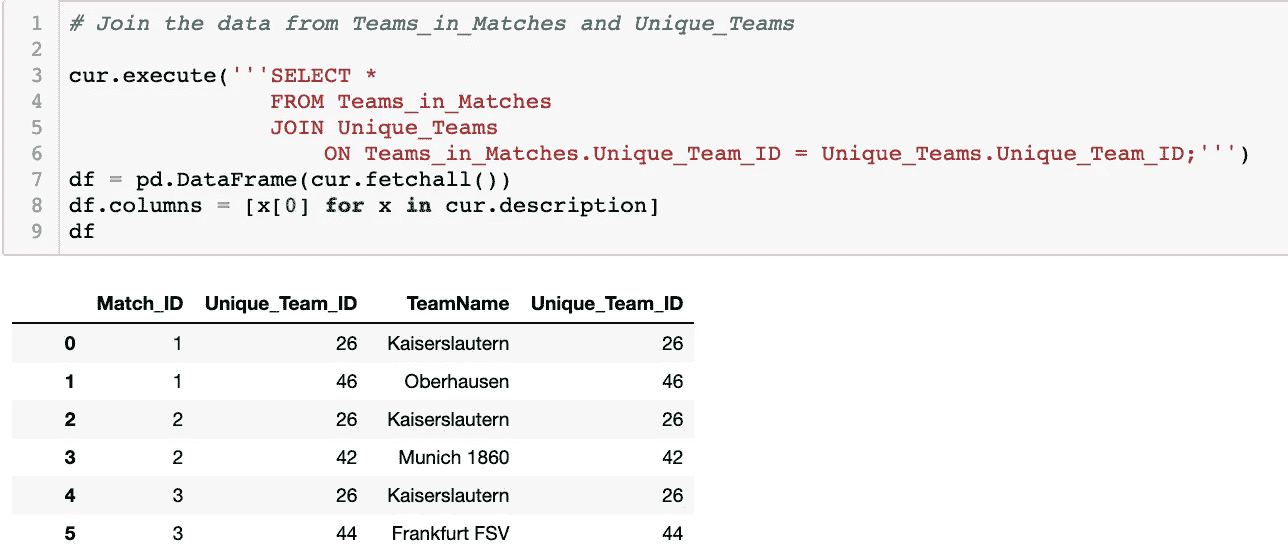 1 # Join the data from Teams_in_Matches and Unique_Teams
2
3 cur.execute('''SELECT *
4 FROM Teams_in_Matches
5 JOIN Unique_Teams
6 ON Teams_in_Matches.Unique_Team_ID = Unique_Teams.Unique_Team_ID;''')
7 df = pd.DataFrame(cur.fetchall())
8 df.columns = [x[0] for x in cur.description]
9 df
Match_ID Unique_Team_ID TeamName Unique_Team_ID
0 1 26 Kaiserslautern 26
1 1 46 Oberhausen 46
2 2 26 Kaiserslautern 26
3 2 42 Munich 1860 42
4 3 26 Kaiserslautern 26
5 3 44 Frankfurt FSV 44